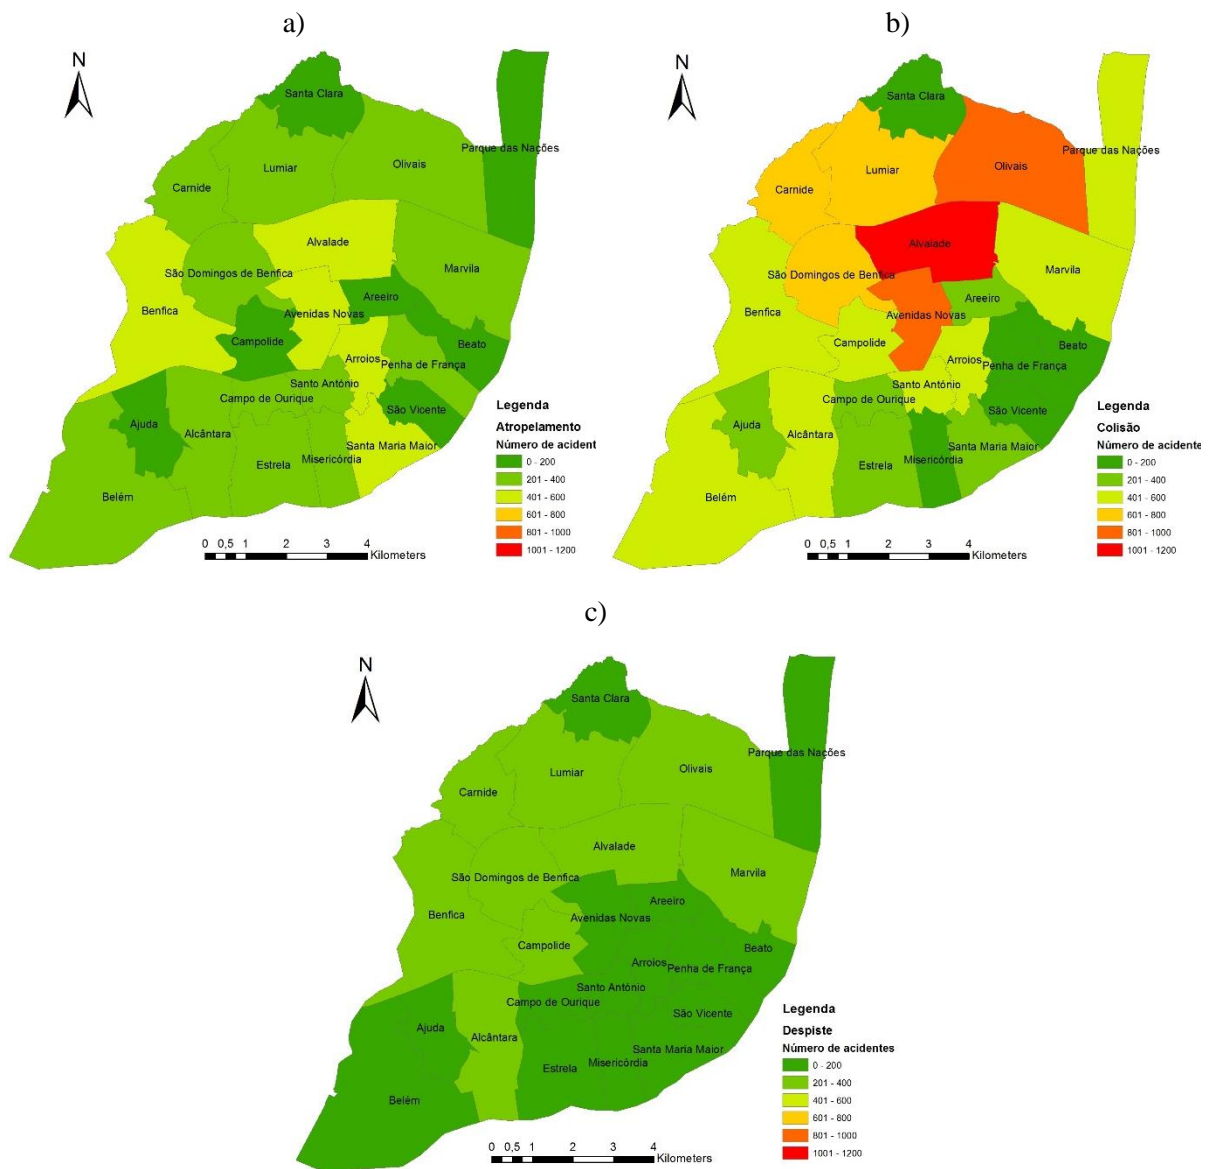 a)
N
Santa Clara
Parque das Nações
Lumiar
Olivais
Carnide
Alvalade
Marvila
São Domingos de Benfica
Areeiro
Benfica
Avenidas Novas
Campolide
Beato
Arroios
Penha de França
Santo António
Campo de Ourique
São Vicente
Ajuda
Alcântara
Santa Maria Maior
Misericórdia
Estrela
Belém
Legenda
Atropelamento
Número de acident
0 - 200
201 - 400
401 - 600
601 - 800
801 - 1000
1001 - 1200
0 0,5 1 2 3 4
Kilometers
b)
N
Santa Clara
Parque das Nações
Lumiar
Olivais
Carnide
Alvalade
Marvila
São Domingos de Benfica
Areeiro
Benfica
Avenidas Novas
Campolide
Beato
Arroios
Penha de França
Santo António
Campo de Ourique
São Vicente
Ajuda
Alcântara
Santa Maria Maior
Misericórdia
Estrela
Belém
Legenda
Colisão
Número de acidente
0 - 200
201 - 400
401 - 600
601 - 800
801 - 1000
1001 - 1200
0 0,5 1 2 3 4
Kilometers
c)
N
Santa Clara
Parque das Nações
Lumiar
Olivais
Carnide
Alvalade
Marvila
São Domingos de Benfica
Areeiro
Benfica
Avenidas Novas
Campolide
Beato
Arroios
Penha de França
Santo António
Campo de Ourique
São Vicente
Ajuda
Alcântara
Santa Maria Maior
Misericórdia
Estrela
Belém
Legenda
Despiste
Número de acidentes
0 - 200
201 - 400
401 - 600
601 - 800
801 - 1000
1001 - 1200
0 0,5 1 2 3 4
Kilometers